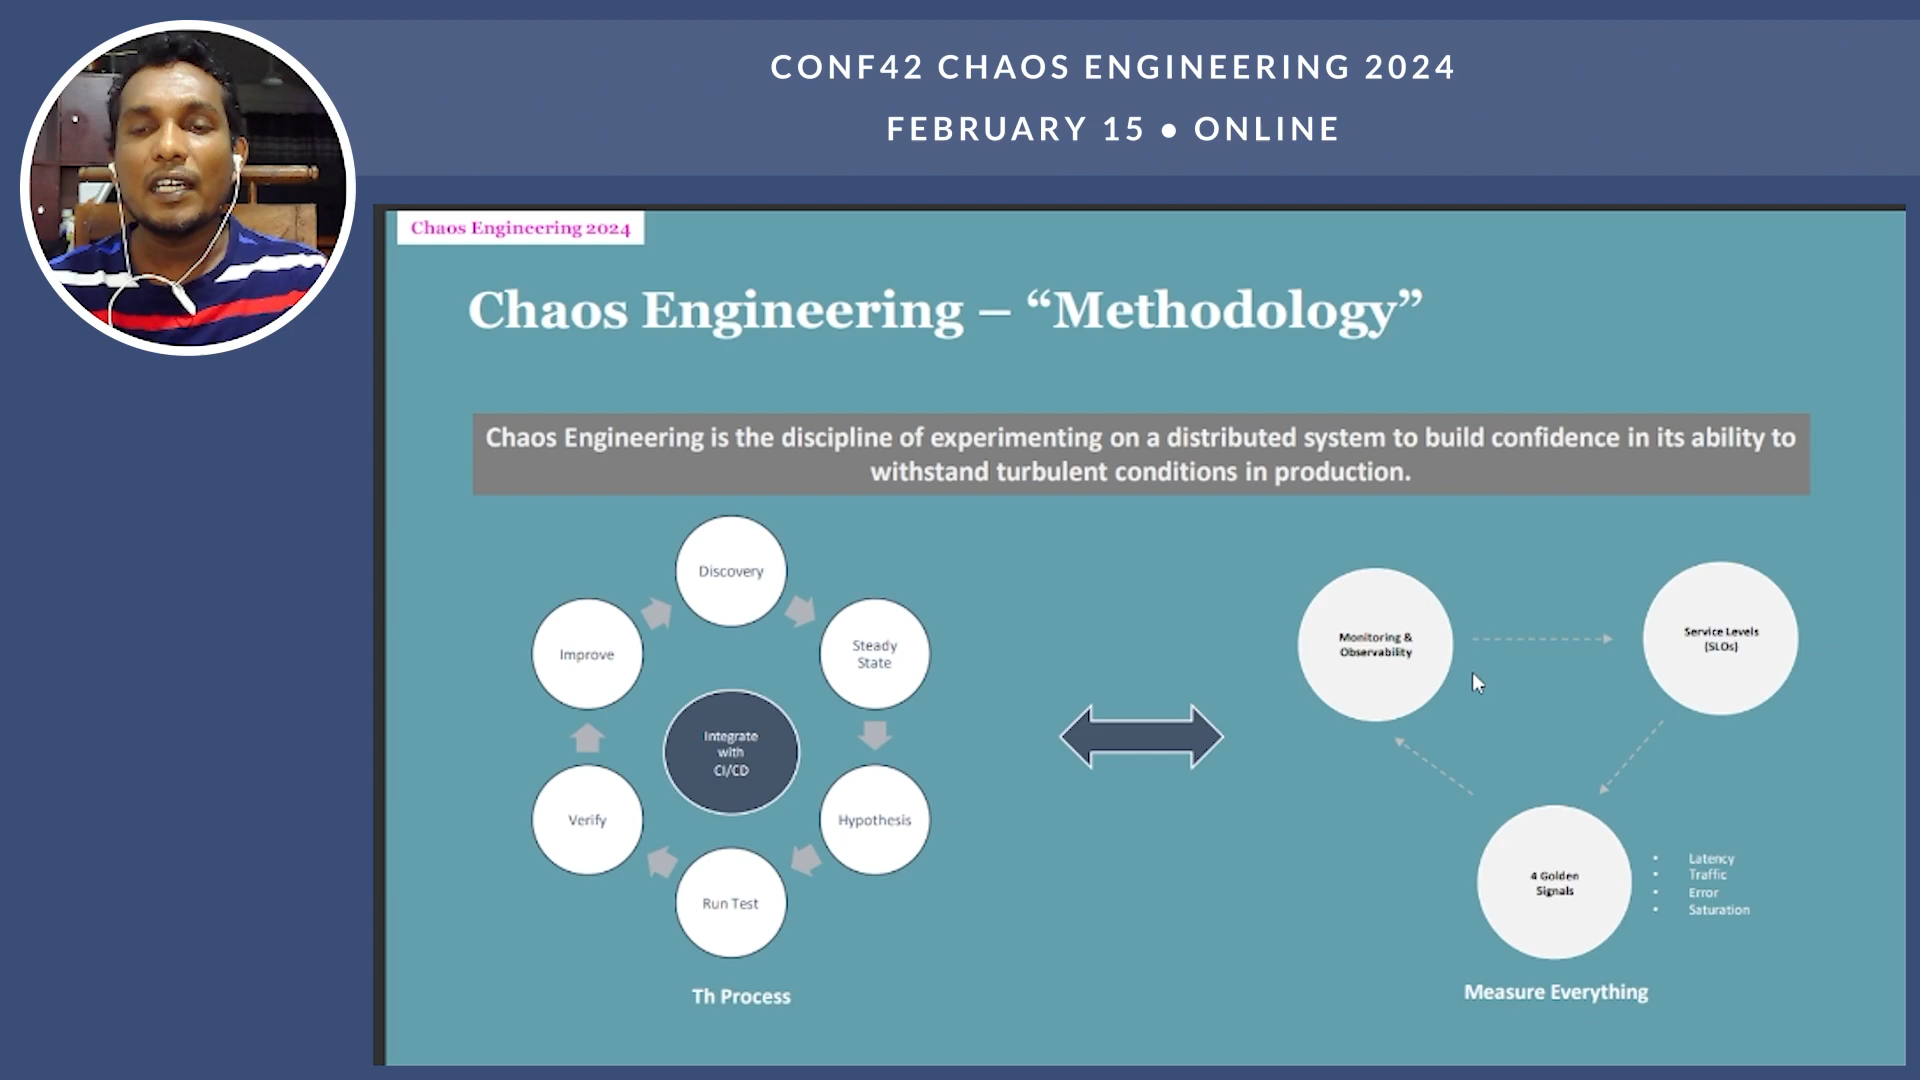 CONF42 CHAOS ENGINEERING 2024
FEBRUARY 15 • ONLINE
Chaos Engineering 2024
Chaos Engineering – “Methodology”
Chaos Engineering is the discipline of experimenting on a distributed system to build confidence in its ability to
withstand turbulent conditions in production.
Discovery
Steady
State
Hypothesis
Run Test
Verify
Improve
Integrate
with
CI/CD
Th Process
Monitoring &
Observability
Service Levels
(SLOs)
4 Golden
Signals
• Latency
• Traffic
• Error
• Saturation
Measure Everything